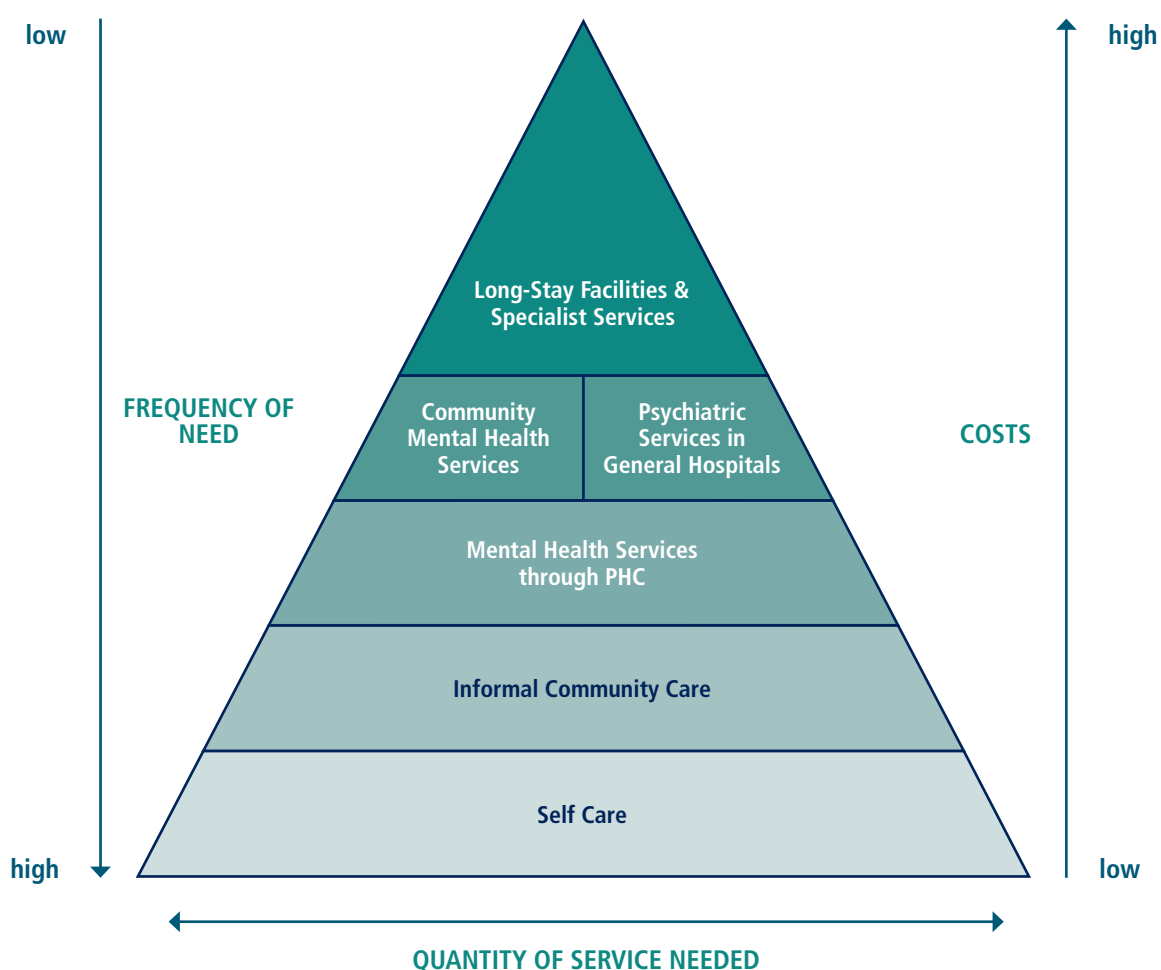 low
high
Long-Stay Facilities &
Specialist Services
FREQUENCY OF
NEED
Community
Mental Health
Services
Psychiatric
Services in
General Hospitals
COSTS
Mental Health Services
through PHC
Informal Community Care
Self Care
high
low
QUANTITY OF SERVICE NEEDED